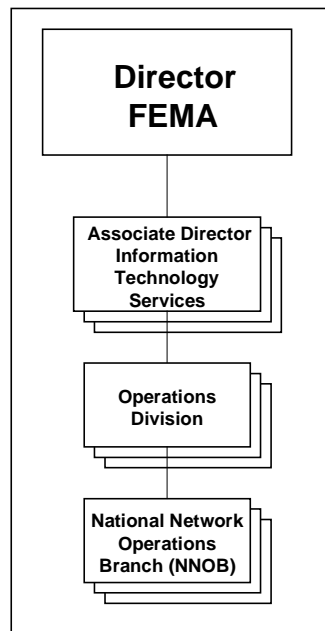 Director
FEMA
Associate Director
Information
Technology
Services
Operations
Division
National Network
Operations
Branch (NNOB)